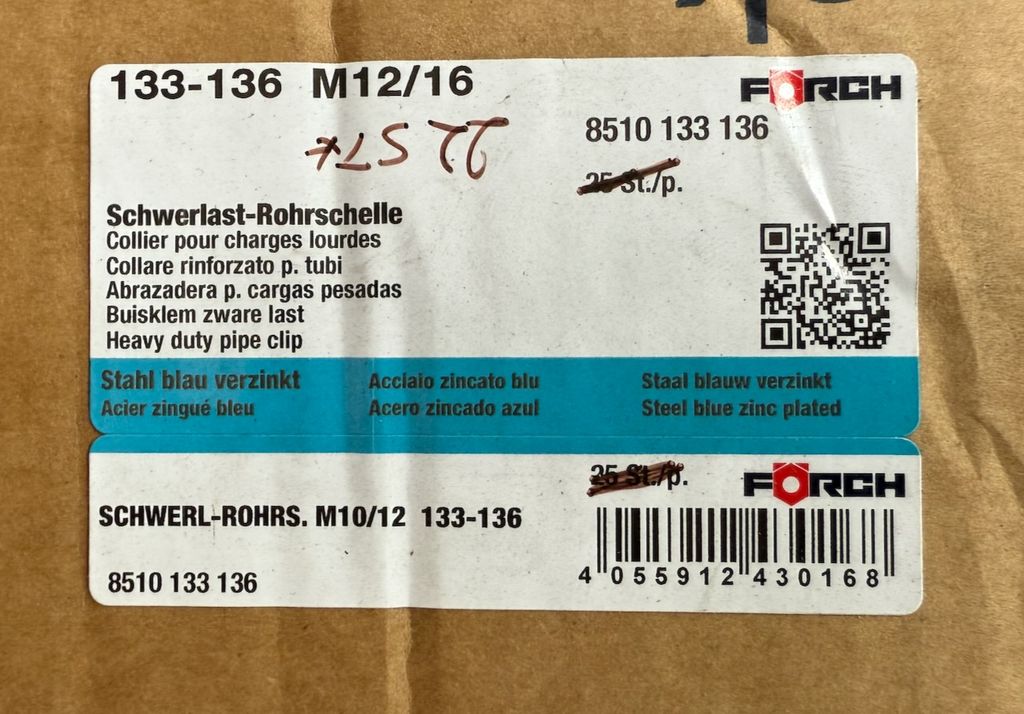 133-136 M12/16
FÖRCH
8510 133 136
22 STK
25 St./p.
Schwerlast-Rohrschelle
Collier pour charges lourdes
Collare rinforzato p. tubi
Abrazadera p. cargas pesadas
Buisklem zware last
Heavy duty pipe clip
Stahl blau verzinkt Acclaio zincato blu Staal blauw verzinkt
Acier zingué bleu Acero zincado azul Steel blue zinc plated
25 St./p.
FÖRCH
SCHWERL-ROHRS. M10/12 133-136
8510 133 136
4 055912 430168